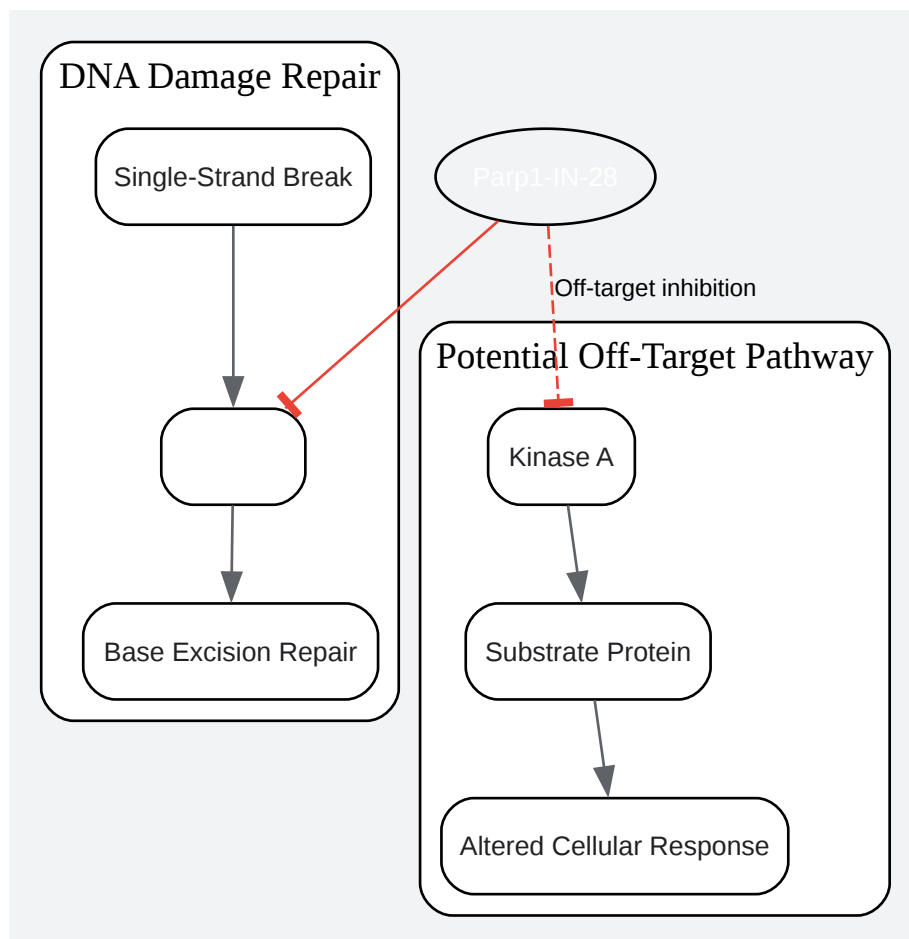 DNA Damage Repair
Single-Strand Break
Parp1-IN-28
Off-target inhibition
Potential Off-Target Pathway
Kinase A
Base Excision Repair
Substrate Protein
Altered Cellular Response